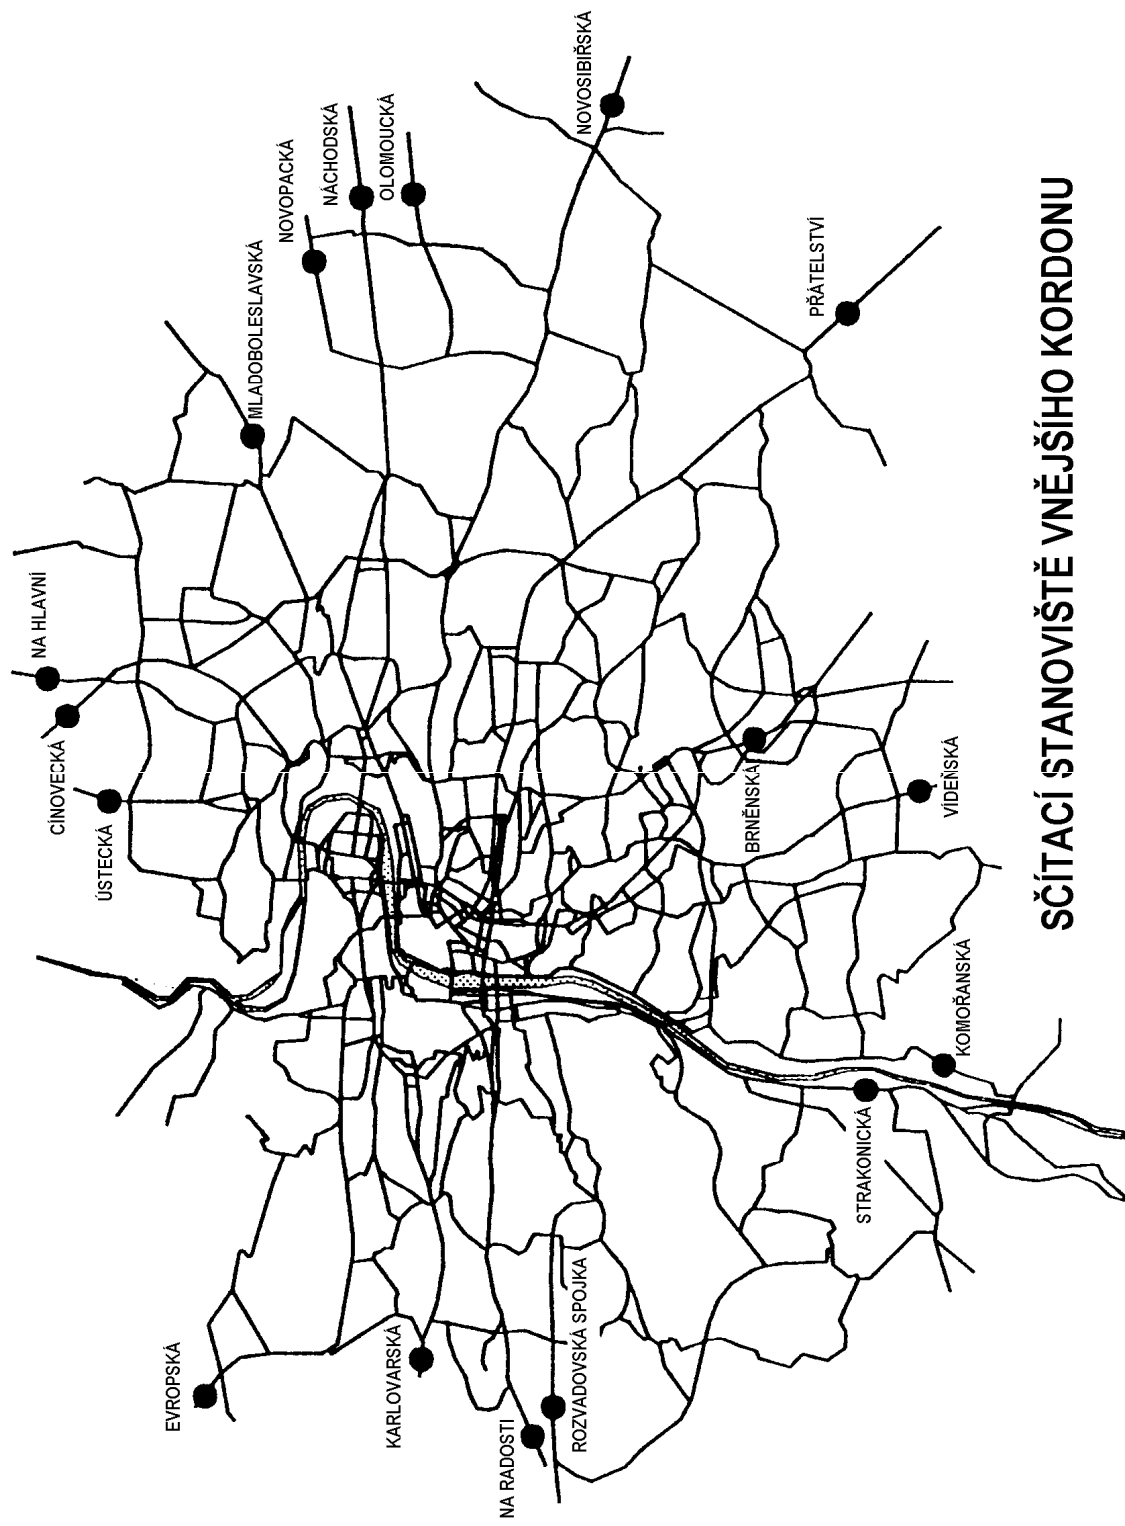 NA HLAVNÍ
CÍNOVECKÁ
ÚSTECKÁ
MLADOBOLESLAVSKÁ
NOVOPACKÁ
NÁCHODSKÁ
OLOMOUCKÁ
NOVOSIBIŘSKÁ
PŘÁTELSTVÍ
BRNĚNSKÁ
VÍDEŇSKÁ
KOMOŘANSKÁ
STRAKONICKÁ
EVROPSKÁ
KARLOVARSKÁ
NA RADOSTI
ROZVADOVSKÁ SPOJKA
SČÍTACÍ STANOVIŠTĚ VNĚJŠÍHO KORDONU